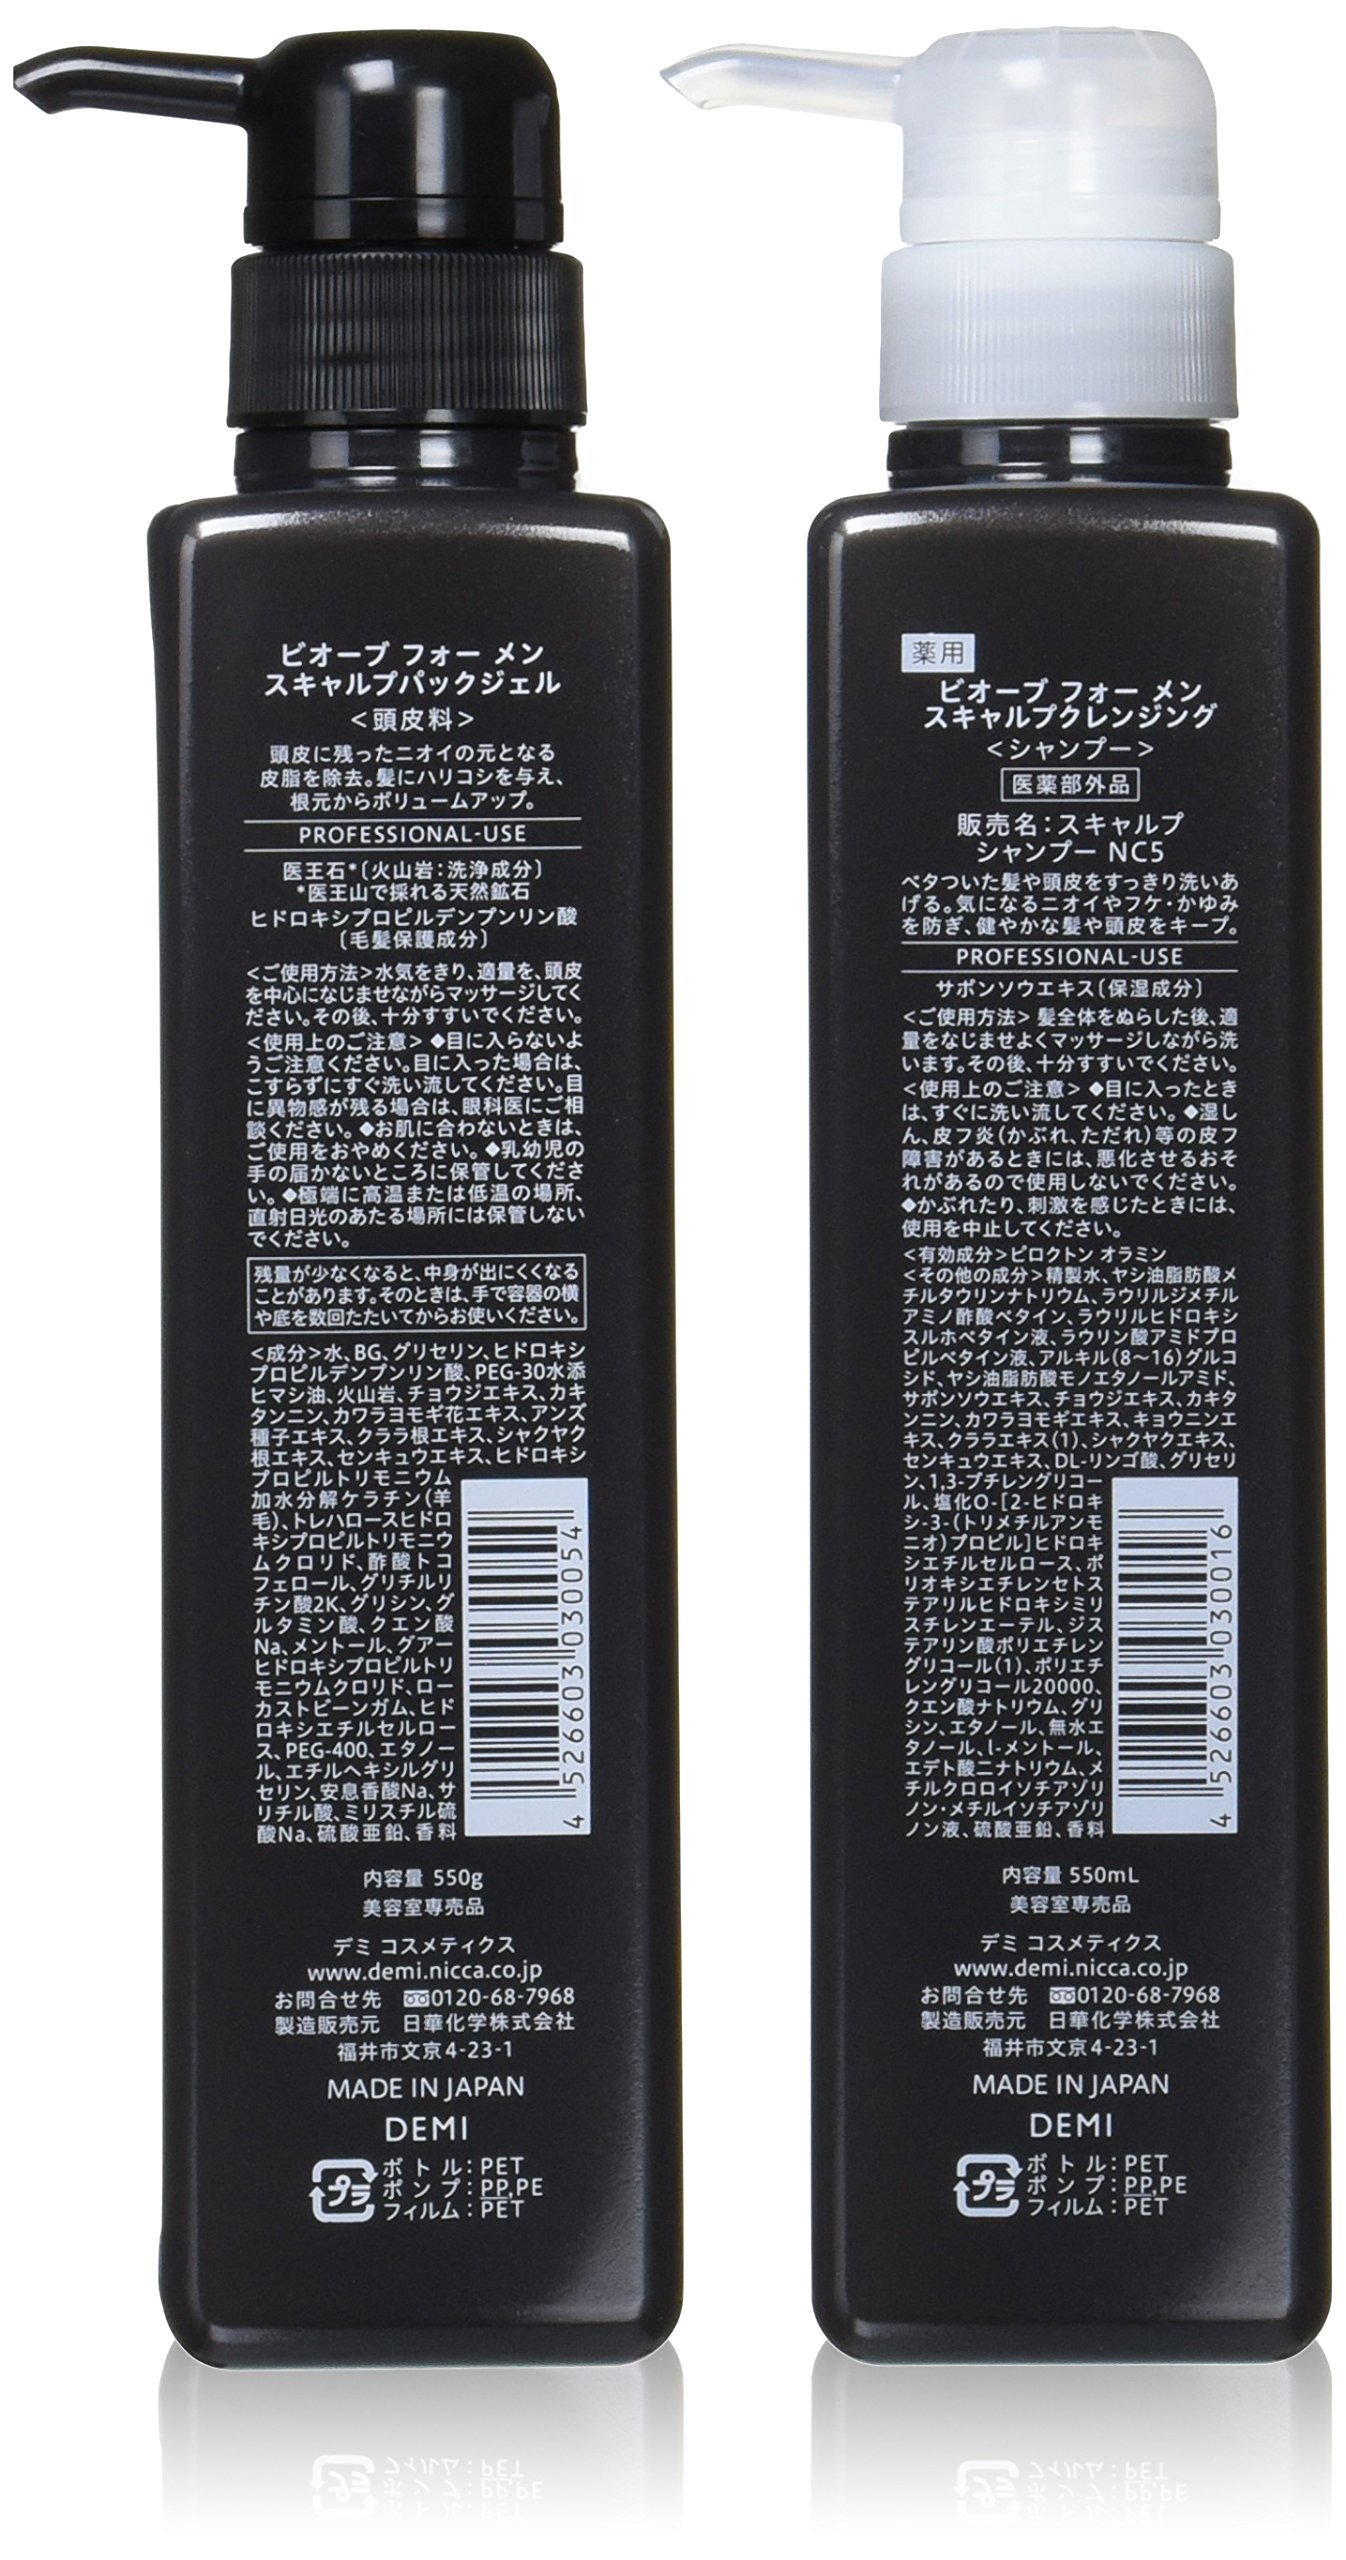 ビオーブ フォー メン
スキャルプパックジェル
<頭皮料>
頭皮に残ったニオイの元となる
皮脂を除去。髪にハリコシを与え、
根元からボリュームアップ。
PROFESSIONAL-USE
医王石*〔火山岩：洗浄成分〕
*医王山で採れる天然鉱石
ヒドロキシプロピルデンプンリン酸
〔毛髪保護成分〕
<ご使用方法>水気をきり、適量を、頭皮
を中心になじませながらマッサージしてく
ださい。その後、十分すすいでください。
<使用上のご注意> ◆目に入らないよ
うご注意ください。目に入った場合は、
こすらずにすぐ洗い流してください。目
に異物感が残る場合は、眼科医にご相
談ください。◆お肌に合わないときは、
ご使用をおやめください。◆乳幼児の
手の届かないところに保管してくださ
い。◆極端に高温または低温の場所、
直射日光のあたる場所には保管しない
でください。
残量が少なくなると、中身が出にくくなる
ことがあります。そのときは、手で容器の横
や底を数回たたいてからお使いください。
<成分>水、BG、グリセリン、ヒドロキシ
プロピルデンプンリン酸、PEG-30水添
ヒマシ油、火山岩、チョウジエキス、カキ
タンニン、カワラヨモギ花エキス、アンズ
種子エキス、クララ根エキス、シャクヤク
根エキス、センキュウエキス、ヒドロキシ
プロピルトリモニウム
加水分解ケラチン(羊
毛)、トレハロースヒドロ
キシプロピルトリモニウ
ムクロリド、酢酸トコ
フェロール、グリチルリ
チン酸2K、グリシン、グ
ルタミン酸、クエン酸
Na、メントール、グアー
ヒドロキシプロピルトリ
モニウムクロリド、ロー
カストビーンガム、ヒド
ロキシエチルセルロー
ス、PEG-400、エタノー
ル、エチルヘキシルグリ
セリン、安息香酸Na、サ
リチル酸、ミリスチル硫
酸Na、硫酸亜鉛、香料
4 526603 030054
内容量 550g
美容室専売品
デミ コスメティクス
www.demi.nicca.co.jp
お問合せ先 0120-68-7968
製造販売元 日華化学株式会社
福井市文京4-23-1
MADE IN JAPAN
DEMI
プラ
ボトル：PET
ポンプ：PP,PE
フィルム：PET
薬用
ビオーブ フォー メン
スキャルプクレンジング
<シャンプー>
医薬部外品
販売名：スキャルプ
シャンプー NC5
ベタついた髪や頭皮をすっきり洗いあ
げる。気になるニオイやフケ・かゆみ
を防ぎ、健やかな髪や頭皮をキープ。
PROFESSIONAL-USE
サボンソウエキス〔保湿成分〕
<ご使用方法> 髪全体をぬらした後、適
量をなじませよくマッサージしながら洗
います。その後、十分すすいでください。
<使用上のご注意> ◆目に入ったとき
は、すぐに洗い流してください。◆湿し
ん、皮フ炎(かぶれ、ただれ)等の皮フ
障害があるときには、悪化させるおそ
れがあるので使用しないでください。
◆かぶれたり、刺激を感じたときには、
使用を中止してください。
<有効成分>ピロクトン オラミン
<その他の成分>精製水、ヤシ油脂肪酸メ
チルタウリンナトリウム、ラウリルジメチル
アミノ酢酸ベタイン、ラウリルヒドロキシ
スルホベタイン液、ラウリン酸アミドプロ
ピルベタイン液、アルキル(8～16)グルコ
シド、ヤシ油脂肪酸モノエタノールアミド、
サボンソウエキス、チョウジエキス、カキタ
ンニン、カワラヨモギエキス、キョウニンエ
キス、クララエキス(1)、シャクヤクエキス、
センキュウエキス、DL-リンゴ酸、グリセリ
ン、1,3-ブチレングリコー
ル、塩化O-[2-ヒドロキ
シ-3-(トリメチルアンモ
ニオ)プロピル]ヒドロキ
シエチルセルロース、ポ
リオキシエチレンセトス
テアリルヒドロキシミリ
スチレンエーテル、ジス
テアリン酸ポリエチレン
グリコール(1)、ポリエチ
レングリコール20000、
クエン酸ナトリウム、グリ
シン、エタノール、無水エ
タノール、l-メントール、
エデト酸二ナトリウム、メ
チルクロロイソチアゾリ
ノン・メチルイソチアゾリ
ノン液、硫酸亜鉛、香料
4 526603 030016
内容量 550mL
美容室専売品
デミ コスメティクス
www.demi.nicca.co.jp
お問合せ先 0120-68-7968
製造販売元 日華化学株式会社
福井市文京4-23-1
MADE IN JAPAN
DEMI
プラ
ボトル：PET
ポンプ：PP,PE
フィルム：PET